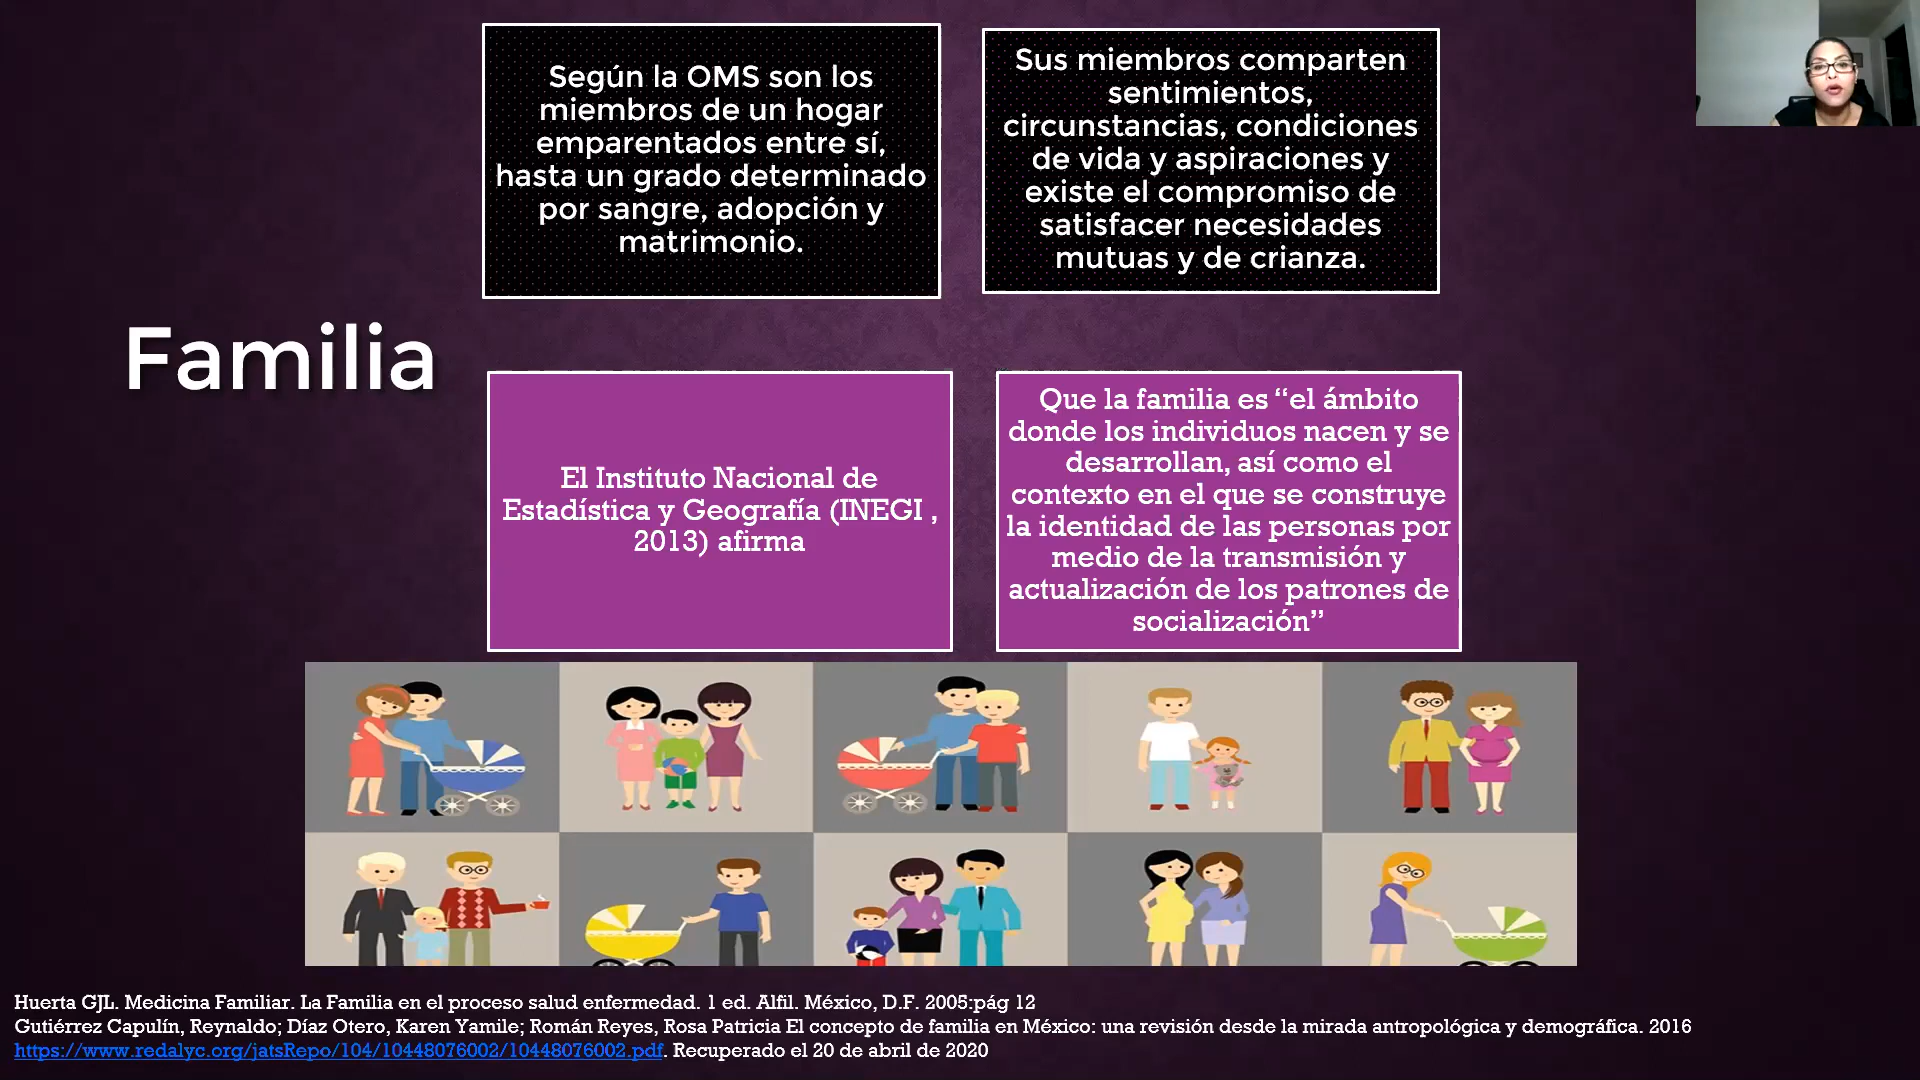 Según la OMS son los
miembros de un hogar
emparentados entre sí,
hasta un grado determinado
por sangre, adopción y
matrimonio.
Sus miembros comparten
sentimientos,
circunstancias, condiciones
de vida y aspiraciones y
existe el compromiso de
satisfacer necesidades
mutuas y de crianza.
Familia
El Instituto Nacional de
Estadística y Geografía (INEGI ,
2013) afirma
Que la familia es “el ámbito
donde los individuos nacen y se
desarrollan, así como el
contexto en el que se construye
la identidad de las personas por
medio de la transmisión y
actualización de los patrones de
socialización”
Huerta GJL. Medicina Familiar. La Familia en el proceso salud enfermedad. 1 ed. Alfil. México, D.F. 2005:pág 12
Gutiérrez Capulín, Reynaldo; Díaz Otero, Karen Yamile; Román Reyes, Rosa Patricia El concepto de familia en México: una revisión desde la mirada antropológica y demográfica. 2016
https://www.redalyc.org/jatsRepo/104/10448076002/10448076002.pdf. Recuperado el 20 de abril de 2020